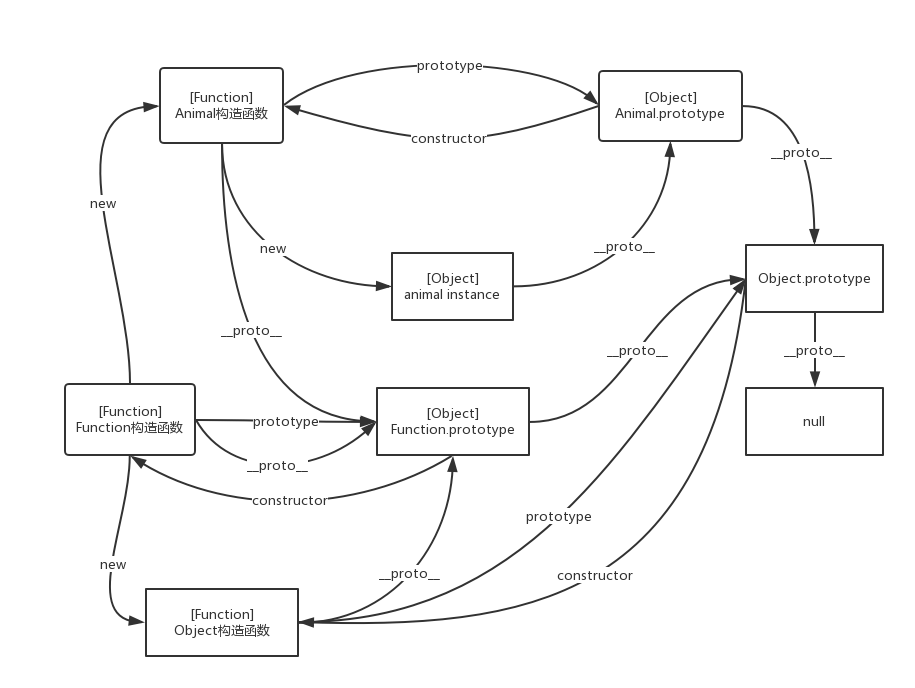 prototype
[Function]
Animal构造函数
[Object]
Animal.prototype
constructor
__proto__
new
new
__proto__
[Object]
animal instance
Object.prototype
__proto__
__proto__
__proto__
[Function]
Function构造函数
prototype
[Object]
Function.prototype
null
__proto__
constructor
prototype
new
__proto__
constructor
[Function]
Object构造函数